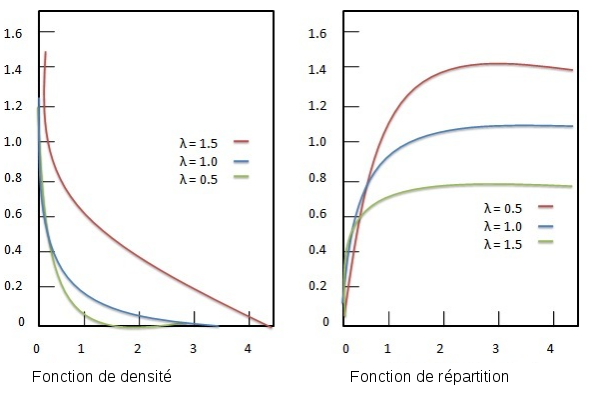 1.6
1.4
1.2
1.0
0.8
0.6
0.4
0.2
0
0 1 2 3 4
λ = 1.5
λ = 1.0
λ = 0.5
Fonction de densité
1.6
1.4
1.2
1.0
0.8
0.6
0.4
0.2
0
0 1 2 3 4
λ = 0.5
λ = 1.0
λ = 1.5
Fonction de répartition